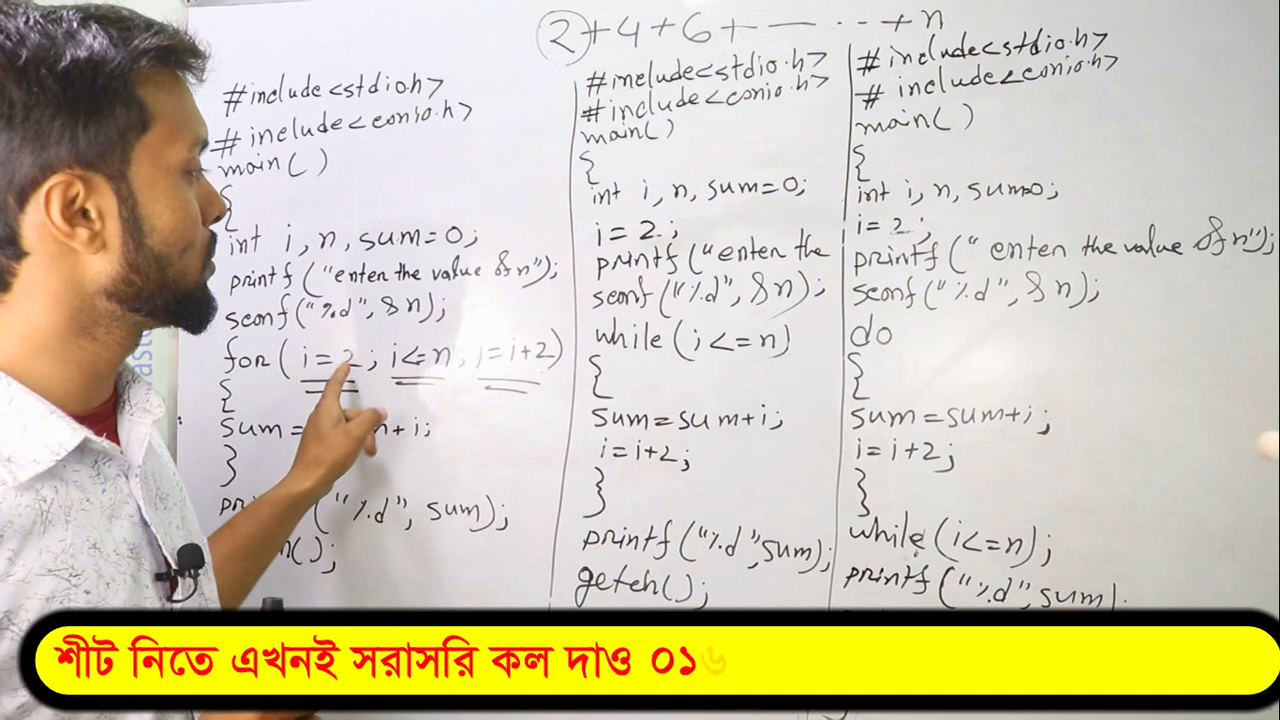 2+4+6+ — ··· + n
#include<stdio.h>
#include<conio.h>
main()
{
int i, n, sum=0;
printf("enter the value of n");
scanf("%d", &n);
for (i=2; i<=n; i=i+2)
{
sum= + i;
}
("%d", sum);
();
#include<stdio.h>
#include<conio.h>
main()
{
int i, n, sum=0;
i=2;
printf("enter the
scanf("%d", &n);
while (i<=n)
{
sum=sum+i;
i=i+2;
}
printf("%d",sum);
getch();
#include<stdio.h>
# include<conio.h>
main()
{
int i, n, sum=0;
i=2;
printf(" enter the value of n");
scanf("%d", &n);
do
{
sum=sum+i;
i=i+2;
}
while (i<=n);
printf("%d",sum).
শীট নিতে এখনই সরাসরি কল দাও ০১৬